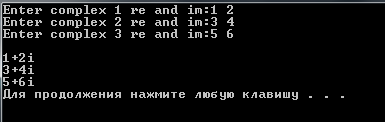 Enter complex 1 re and im:1 2
Enter complex 2 re and im:3 4
Enter complex 3 re and im:5 6
1+2i
3+4i
5+6i
Для продолжения нажмите любую клавишу . . .